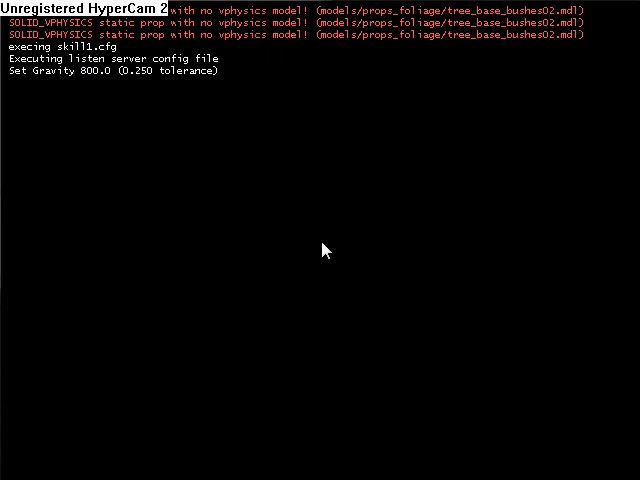 Unregistered HyperCam 2 with no vphysics model! (models/props_foliage/tree_base_bushes02.mdl)
SOLID_VPHYSICS static prop with no vphysics model! (models/props_foliage/tree_base_bushes02.mdl)
SOLID_VPHYSICS static prop with no vphysics model! (models/props_foliage/tree_base_bushes02.mdl)
execing skill1.cfg
Executing listen server config file
Set Gravity 800.0 (0.250 tolerance)